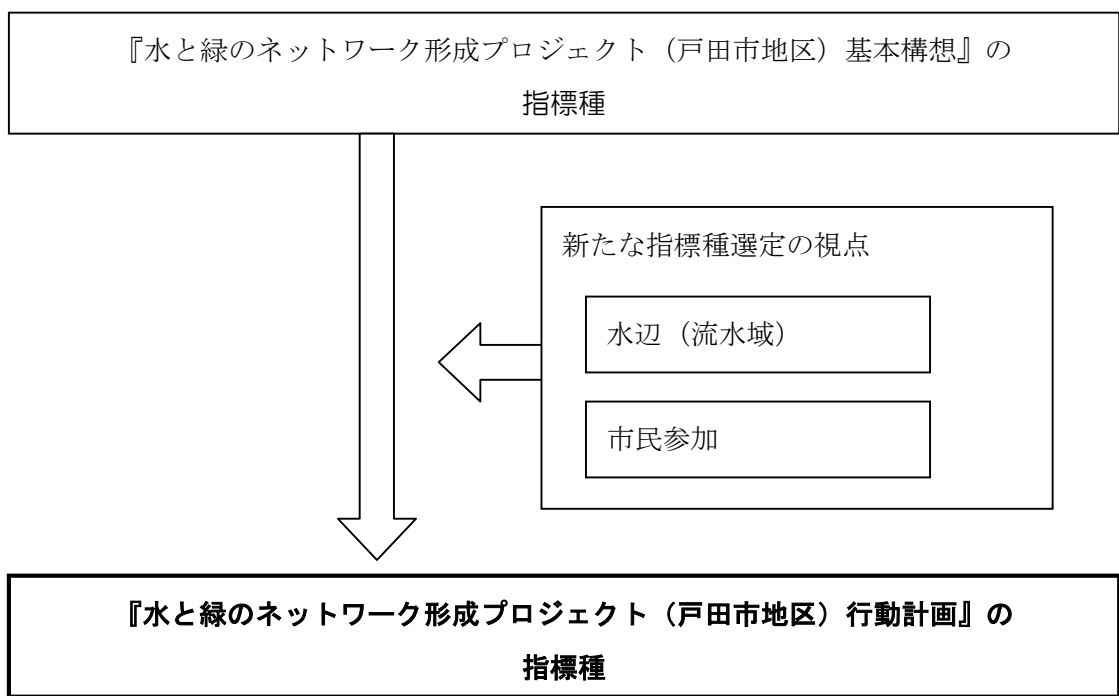 『水と緑のネットワーク形成プロジェクト（戸田市地区）基本構想』の
指標種
新たな指標種選定の視点
水辺（流水域）
市民参加
『水と緑のネットワーク形成プロジェクト（戸田市地区）行動計画』の
指標種